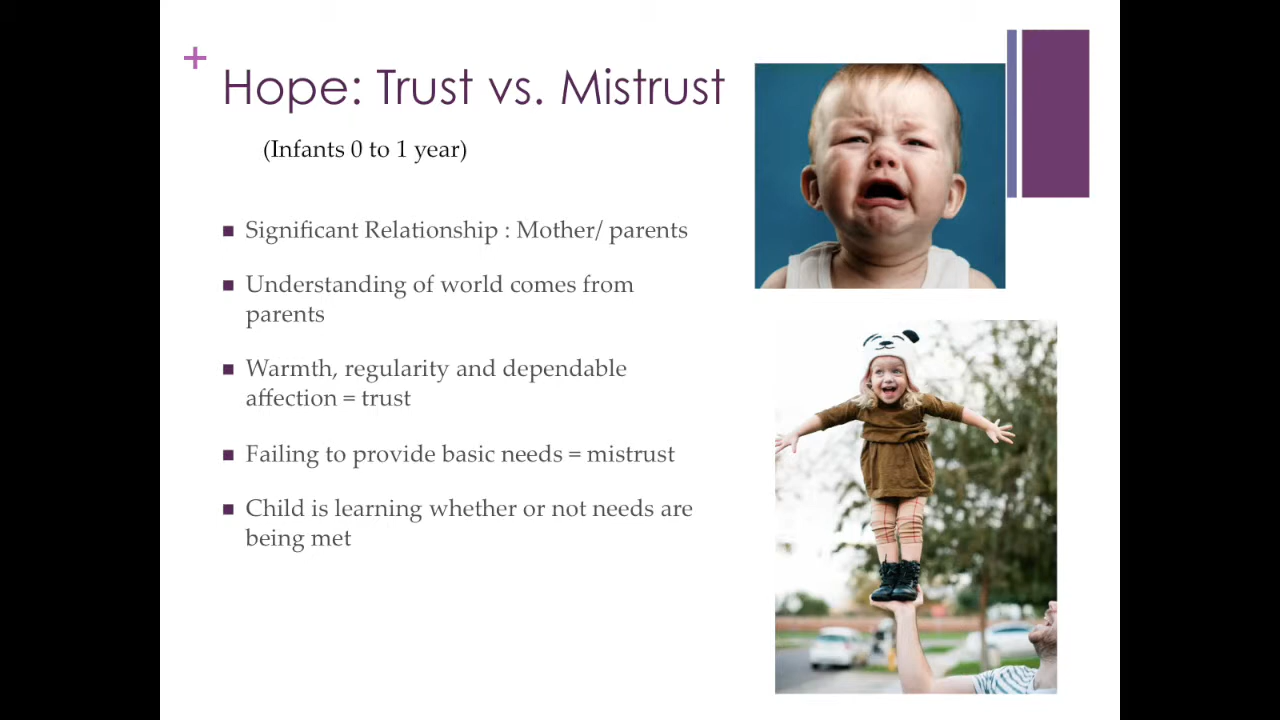 Hope: Trust vs. Mistrust
(Infants 0 to 1 year)
Significant Relationship : Mother/ parents
Understanding of world comes from
parents
Warmth, regularity and dependable
affection = trust
Failing to provide basic needs = mistrust
Child is learning whether or not needs are
being met